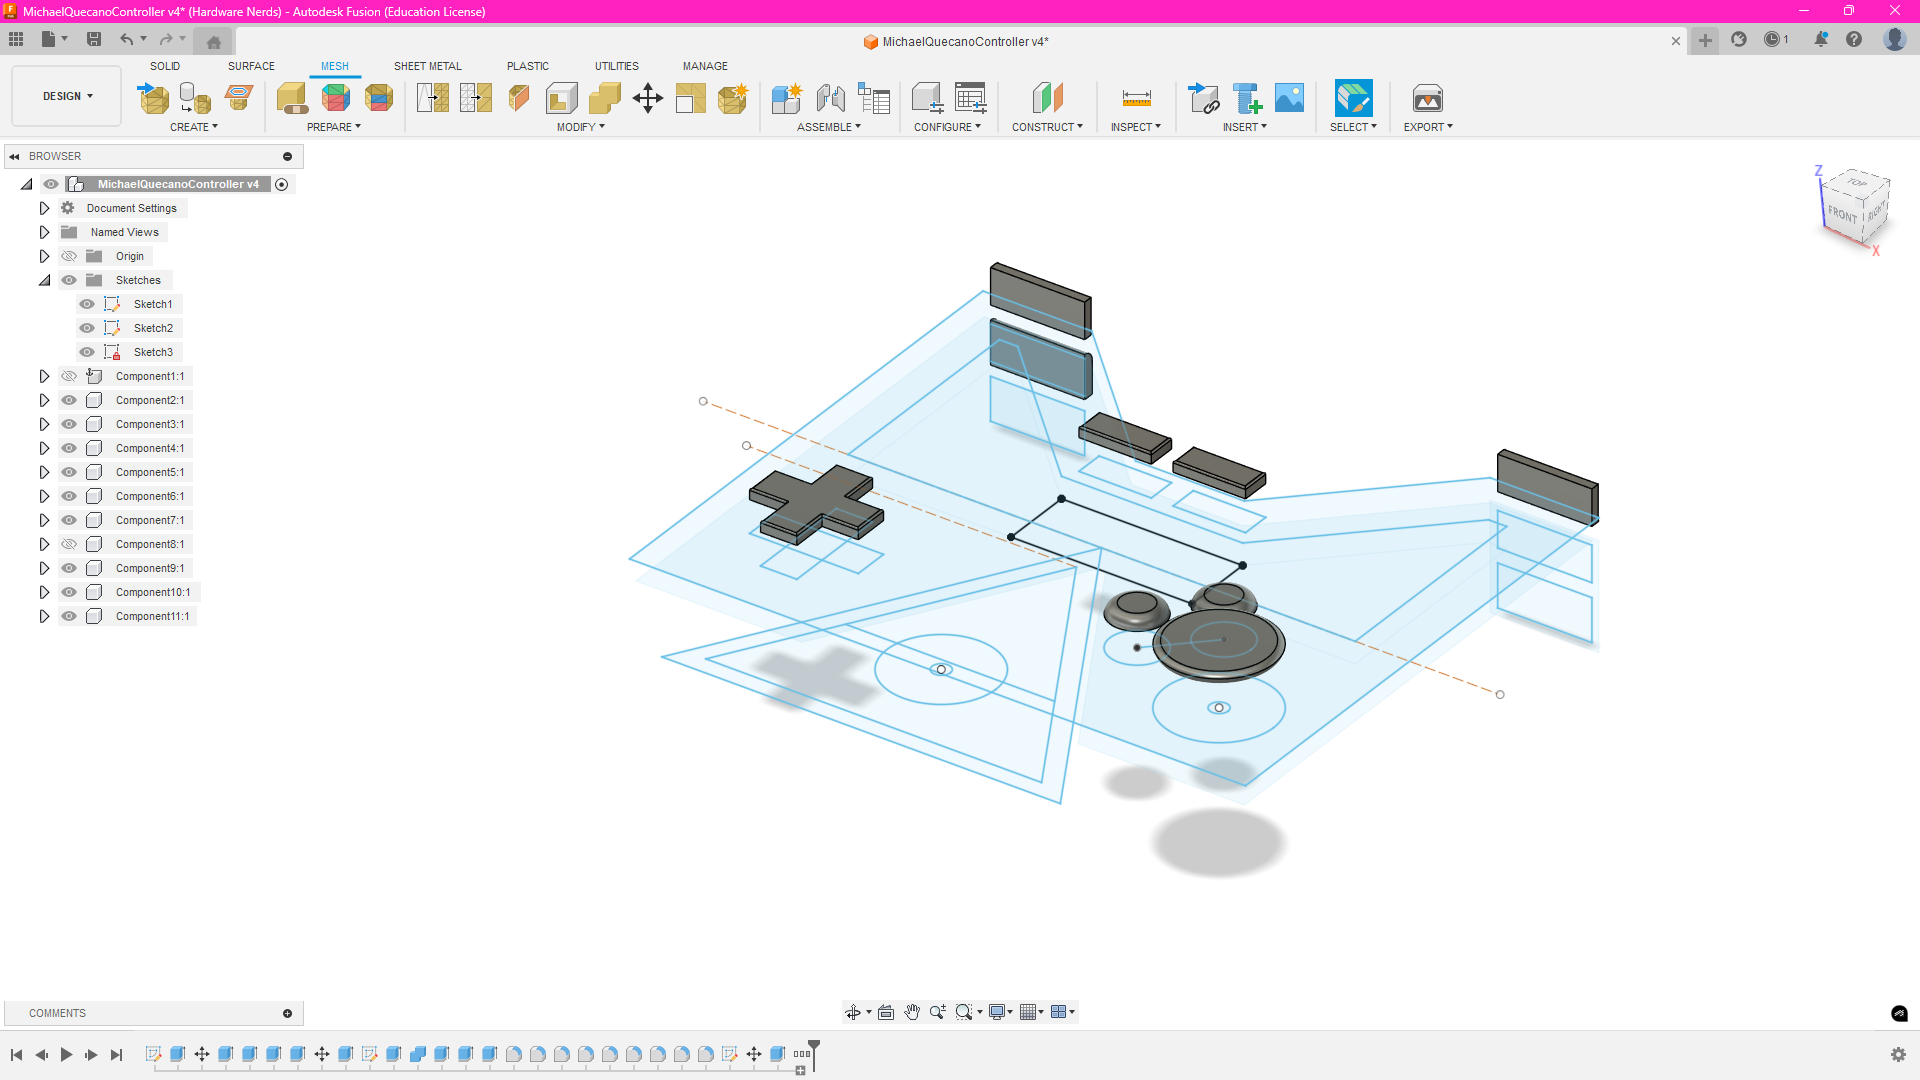 MichaelQuecanoController v4* (Hardware Nerds) - Autodesk Fusion (Education License)
MichaelQuecanoController v4*
1
SOLID SURFACE MESH SHEET METAL PLASTIC UTILITIES MANAGE
DESIGN
CREATE PREPARE MODIFY ASSEMBLE CONFIGURE CONSTRUCT INSPECT INSERT SELECT EXPORT
BROWSER
MichaelQuecanoController v4
Document Settings
Named Views
Origin
Sketches
Sketch1
Sketch2
Sketch3
Component1:1
Component2:1
Component3:1
Component4:1
Component5:1
Component6:1
Component7:1
Component8:1
Component9:1
Component10:1
Component11:1
Z
TOP
FRONT
RIGHT
X
COMMENTS